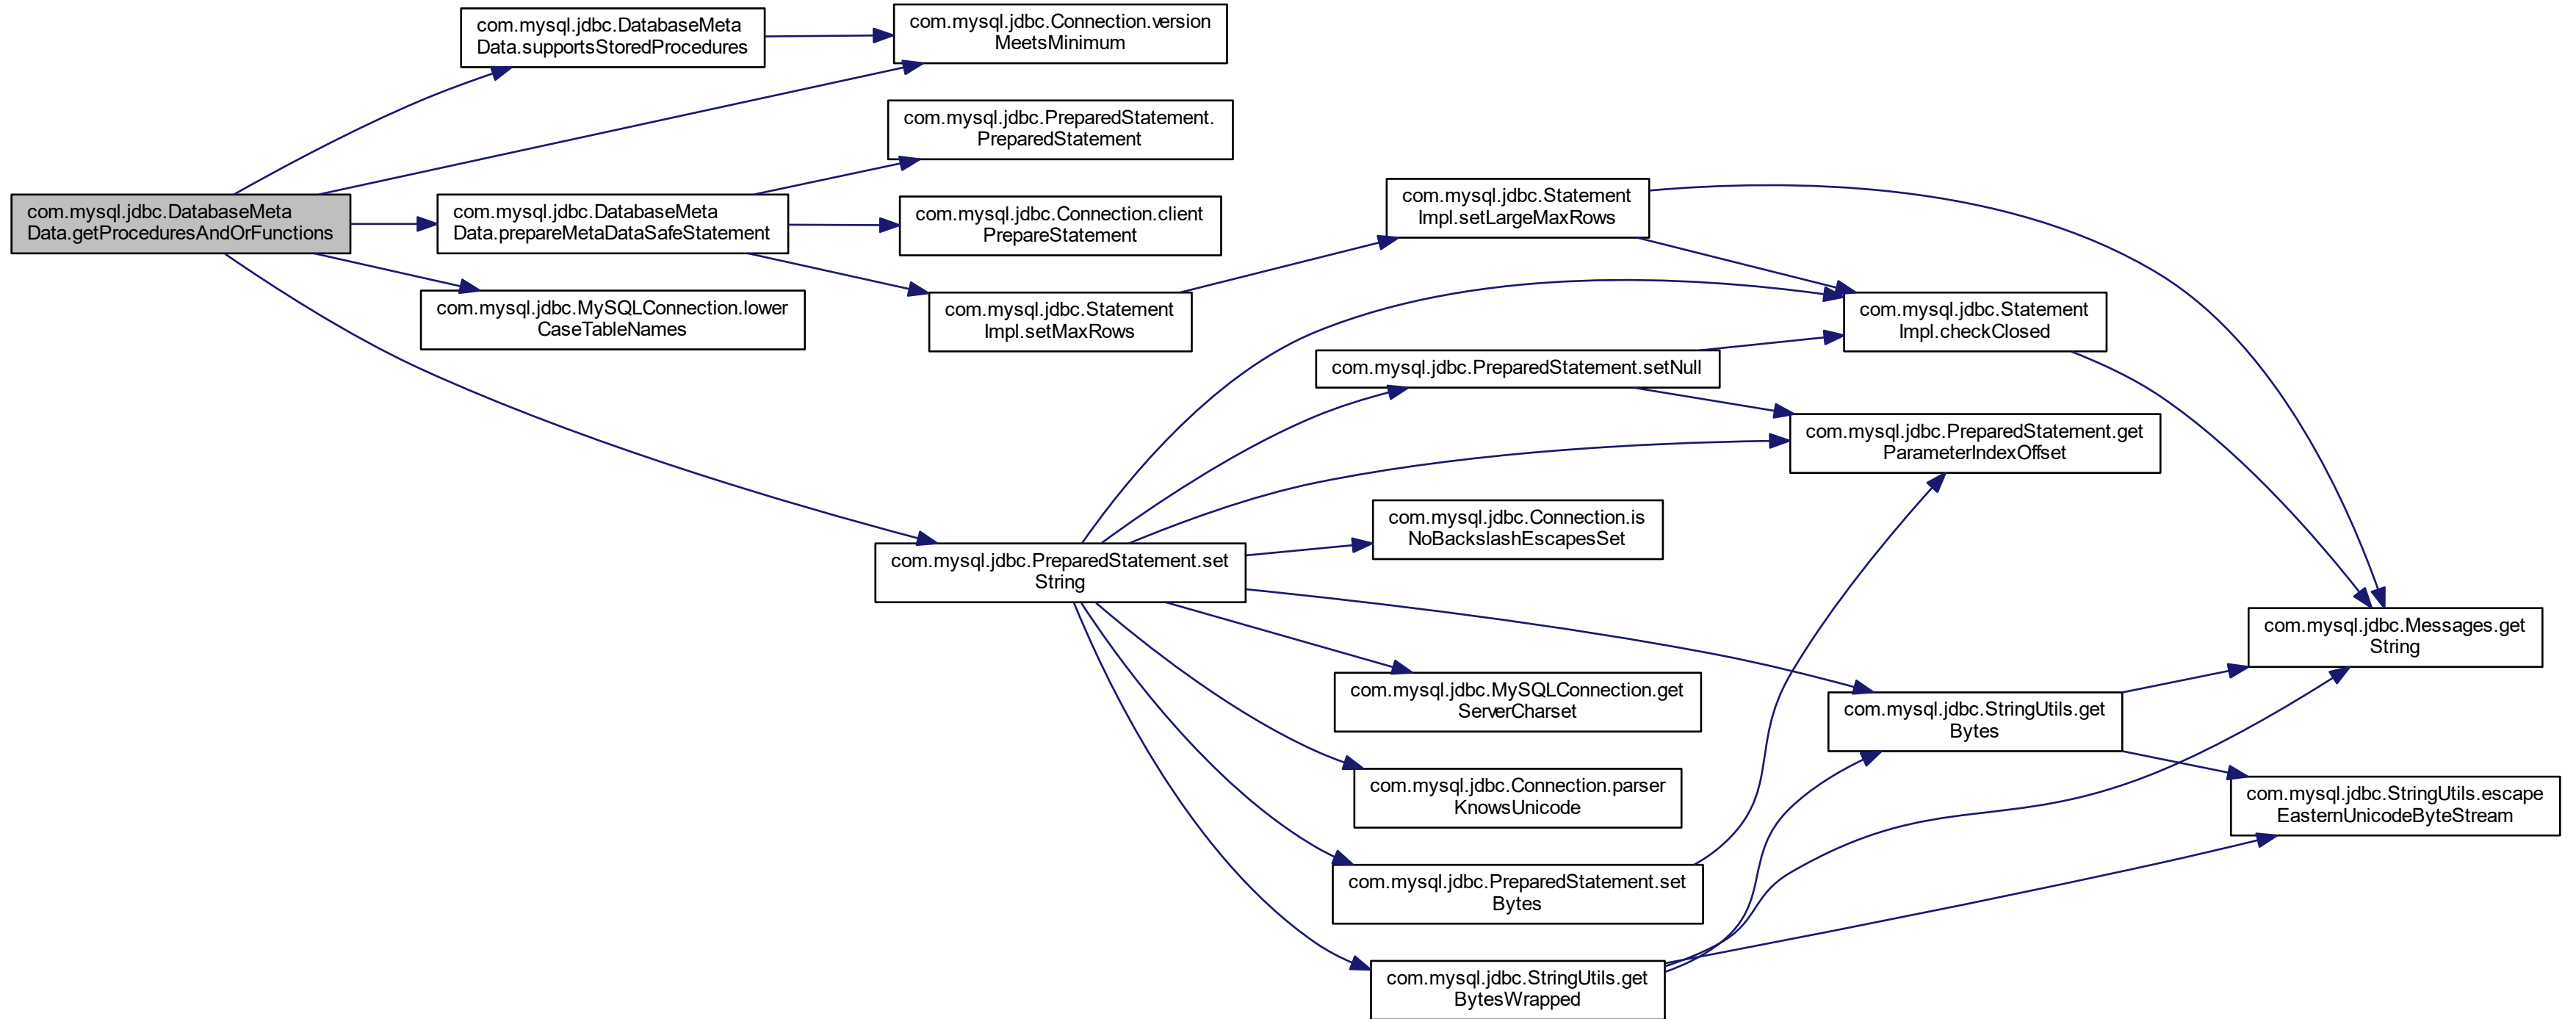 com.mysql.jdbc.DatabaseMeta
Data.supportsStoredProcedures
com.mysql.jdbc.Connection.version
MeetsMinimum
com.mysql.jdbc.PreparedStatement.
PreparedStatement
com.mysql.jdbc.DatabaseMeta
Data.getProceduresAndOrFunctions
com.mysql.jdbc.DatabaseMeta
Data.prepareMetaDataSafeStatement
com.mysql.jdbc.Connection.client
PrepareStatement
com.mysql.jdbc.Statement
Impl.setLargeMaxRows
com.mysql.jdbc.MySQLConnection.lower
CaseTableNames
com.mysql.jdbc.Statement
Impl.setMaxRows
com.mysql.jdbc.Statement
Impl.checkClosed
com.mysql.jdbc.PreparedStatement.setNull
com.mysql.jdbc.PreparedStatement.get
ParameterIndexOffset
com.mysql.jdbc.Connection.is
NoBackslashEscapesSet
com.mysql.jdbc.PreparedStatement.set
String
com.mysql.jdbc.Messages.get
String
com.mysql.jdbc.MySQLConnection.get
ServerCharset
com.mysql.jdbc.StringUtils.get
Bytes
com.mysql.jdbc.Connection.parser
KnowsUnicode
com.mysql.jdbc.StringUtils.escape
EasternUnicodeByteStream
com.mysql.jdbc.PreparedStatement.set
Bytes
com.mysql.jdbc.StringUtils.get
BytesWrapped